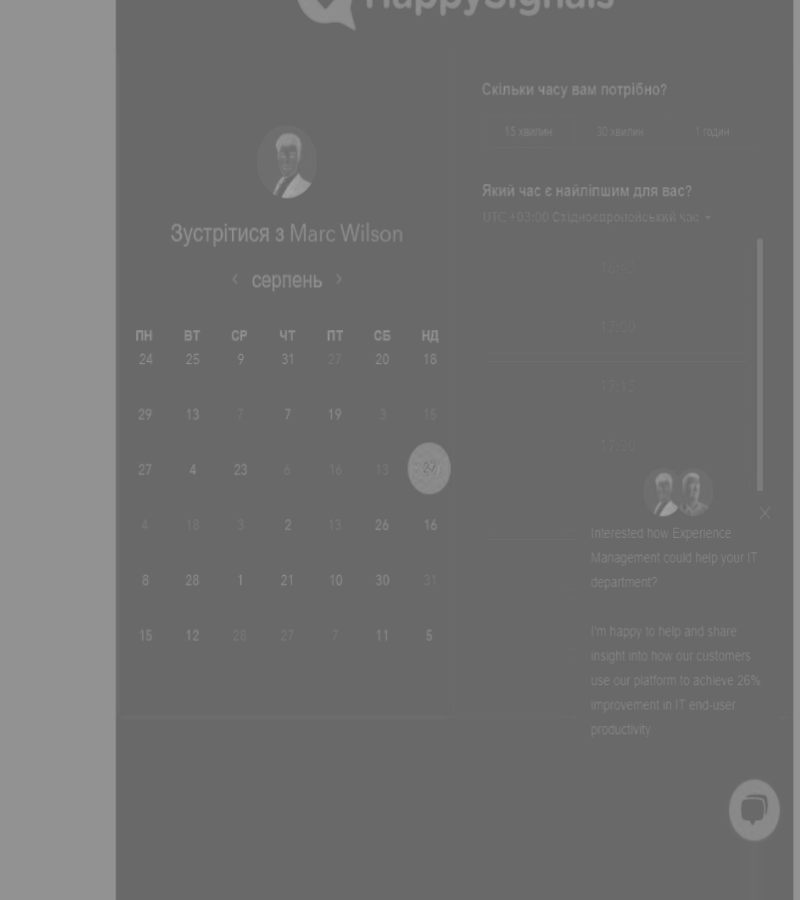 HappySignals
Зустрітися з Marc Wilson
серпень
ПН ВТ СР ЧТ ПТ СБ НД
24 25 9 31 27 20 18
29 13 7 7 19 3 15
27 4 23 6 16 13
4 18 3 2 13 26 16
8 28 1 21 10 30 31
15 12 28 27 7 11 5
Скільки часу вам потрібно?
15 хвилин 30 хвилин 1 годин
Який час є найліпшим для вас?
UTC +03:00 Східноєвропейський час
17:00
17:15
17:30
Interested how Experience
Management could help your IT
department?
I'm happy to help and share
insight into how our customers
use our platform to achieve 26%
improvement in IT end-user
productivity